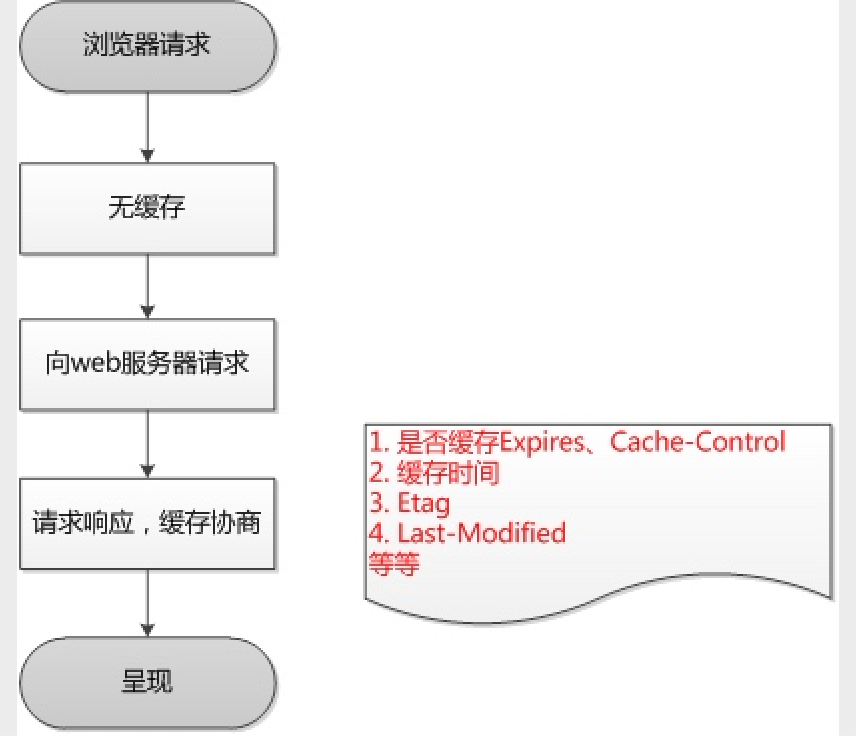 浏览器请求
无缓存
向web服务器请求
请求响应，缓存协商
呈现
1. 是否缓存Expires、Cache-Control
2. 缓存时间
3. Etag
4. Last-Modified
等等